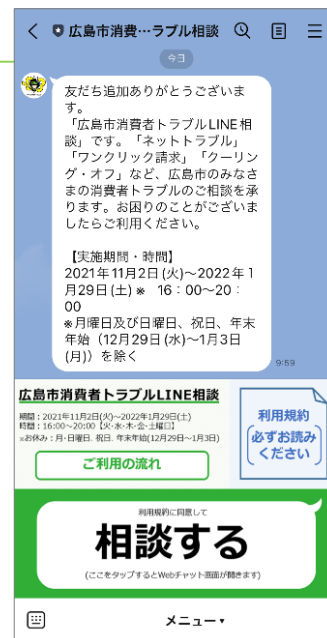 広島市消費…ラブル相談
今日
友だち追加ありがとうございま
す。
「広島市消費者トラブルLINE相
談」です。「ネットトラブル」
「ワンクリック請求」「クーリン
グ・オフ」など、広島市のみなさ
まの消費者トラブルのご相談を承
ります。お困りのことがございま
したらご利用ください。
【実施期間・時間】
2021年11月2日(火)～2022年1
月29日(土)※　16：00～20：
00
※月曜日及び日曜日、祝日、年末
年始（12月29日(水)～1月3日
(月)）を除く
9:59
広島市消費者トラブルLINE相談
期間：2021年11月2日(火)～2022年1月29日(土)
時間：16:00～20:00【火･水･木･金･土曜日】
※お休み：月･日曜日、祝日、年末年始(12月29日～1月3日)
ご利用の流れ
利用規約
必ずお読み
ください
利用規約に同意して
相談する
(ここをタップするとWebチャット画面が開きます)
メニュー▾